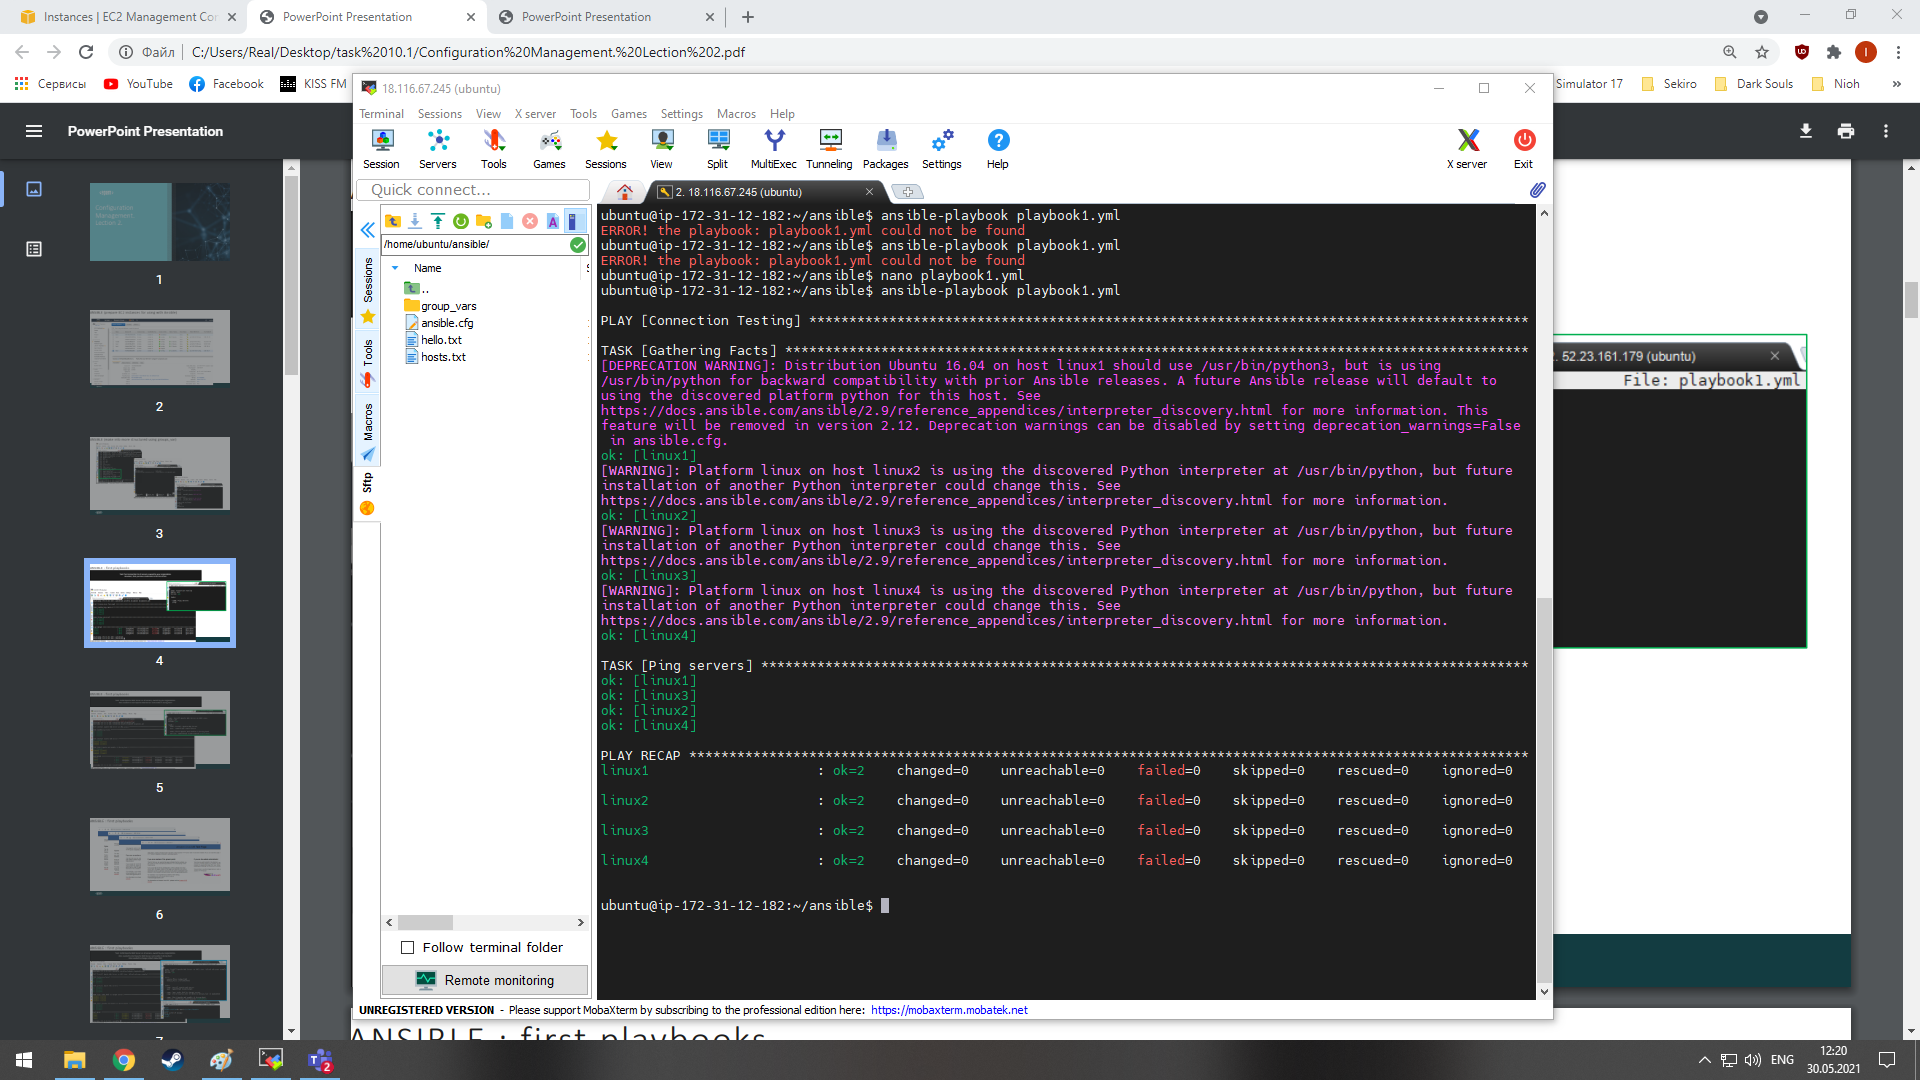 Instances | EC2 Management Con
PowerPoint Presentation
PowerPoint Presentation
Файл
C:/Users/Real/Desktop/task%2010.1/Configuration%20Management.%20Lection%202.pdf
Сервисы
YouTube
Facebook
KISS FM
Simulator 17
Sekiro
Dark Souls
Nioh
»
PowerPoint Presentation
1
2
3
4
5
6
18.116.67.245 (ubuntu)
Terminal Sessions View X server Tools Games Settings Macros Help
Session Servers Tools Games Sessions View Split MultiExec Tunneling Packages Settings Help X server Exit
Quick connect...
2. 18.116.67.245 (ubuntu)
Sessions
Tools
Macros
Sftp
/home/ubuntu/ansible/
Name
..
group_vars
ansible.cfg
hello.txt
hosts.txt
Follow terminal folder
Remote monitoring
ubuntu@ip-172-31-12-182:~/ansible$ ansible-playbook playbook1.yml
ERROR! the playbook: playbook1.yml could not be found
ubuntu@ip-172-31-12-182:~/ansible$ ansible-playbook playbook1.yml
ERROR! the playbook: playbook1.yml could not be found
ubuntu@ip-172-31-12-182:~/ansible$ nano playbook1.yml
ubuntu@ip-172-31-12-182:~/ansible$ ansible-playbook playbook1.yml
PLAY [Connection Testing] ******************************************************************************************
TASK [Gathering Facts] *********************************************************************************************
[DEPRECATION WARNING]: Distribution Ubuntu 16.04 on host linux1 should use /usr/bin/python3, but is using
/usr/bin/python for backward compatibility with prior Ansible releases. A future Ansible release will default to
using the discovered platform python for this host. See
https://docs.ansible.com/ansible/2.9/reference_appendices/interpreter_discovery.html for more information. This
feature will be removed in version 2.12. Deprecation warnings can be disabled by setting deprecation_warnings=False
in ansible.cfg.
ok: [linux1]
[WARNING]: Platform linux on host linux2 is using the discovered Python interpreter at /usr/bin/python, but future
installation of another Python interpreter could change this. See
https://docs.ansible.com/ansible/2.9/reference_appendices/interpreter_discovery.html for more information.
ok: [linux2]
[WARNING]: Platform linux on host linux3 is using the discovered Python interpreter at /usr/bin/python, but future
installation of another Python interpreter could change this. See
https://docs.ansible.com/ansible/2.9/reference_appendices/interpreter_discovery.html for more information.
ok: [linux3]
[WARNING]: Platform linux on host linux4 is using the discovered Python interpreter at /usr/bin/python, but future
installation of another Python interpreter could change this. See
https://docs.ansible.com/ansible/2.9/reference_appendices/interpreter_discovery.html for more information.
ok: [linux4]
TASK [Ping servers] ************************************************************************************************
ok: [linux1]
ok: [linux3]
ok: [linux2]
ok: [linux4]
PLAY RECAP *********************************************************************************************************
linux1 : ok=2 changed=0 unreachable=0 failed=0 skipped=0 rescued=0 ignored=0
linux2 : ok=2 changed=0 unreachable=0 failed=0 skipped=0 rescued=0 ignored=0
linux3 : ok=2 changed=0 unreachable=0 failed=0 skipped=0 rescued=0 ignored=0
linux4 : ok=2 changed=0 unreachable=0 failed=0 skipped=0 rescued=0 ignored=0
ubuntu@ip-172-31-12-182:~/ansible$
UNREGISTERED VERSION - Please support MobaXterm by subscribing to the professional edition here: https://mobaxterm.mobatek.net
2. 52.23.161.179 (ubuntu)
File: playbook1.yml
ANSIBLE : first playbooks
ENG
12:20
30.05.2021